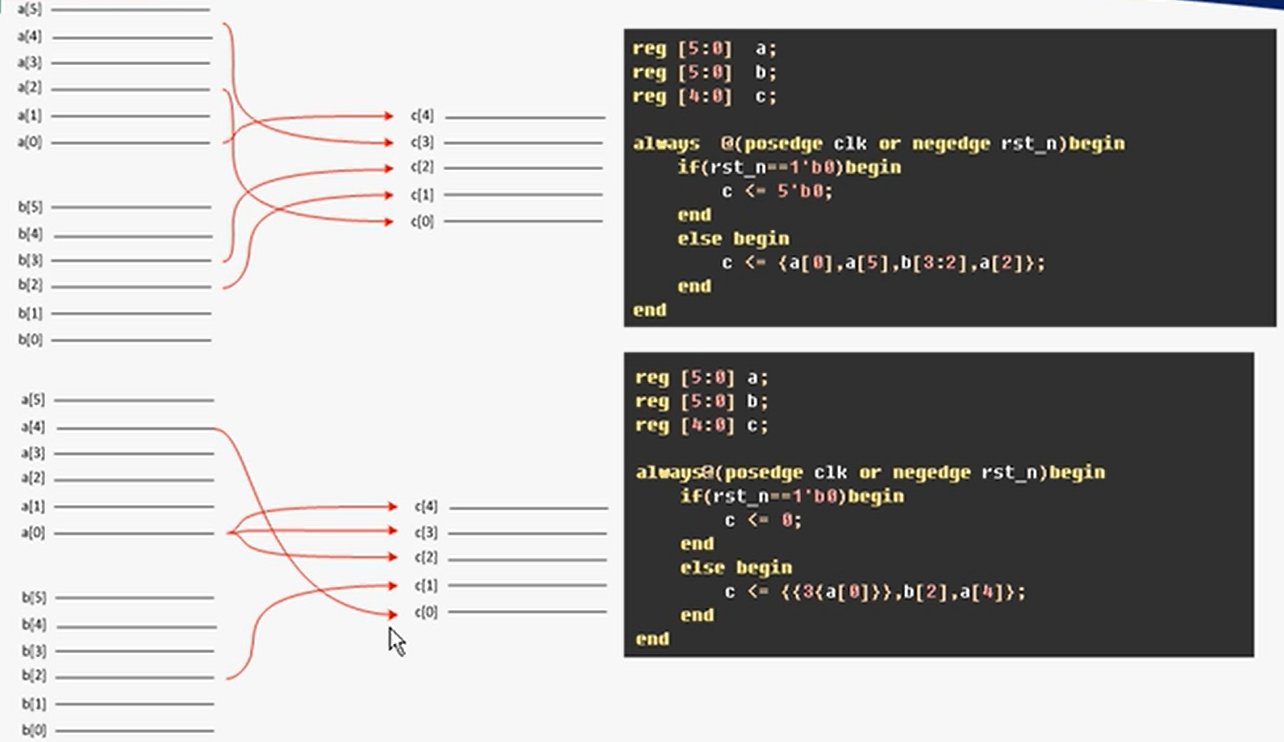 a[5]
a[4]
a[3]
a[2]
a[1]
a[0]
b[5]
b[4]
b[3]
b[2]
b[1]
b[0]
c[4]
c[3]
c[2]
c[1]
c[0]
reg [5:0]  a;
reg [5:0]  b;
reg [4:0]  c;
always  @(posedge clk or negedge rst_n)begin
    if(rst_n==1'b0)begin
        c <= 5'b0;
    end
    else begin
        c <= {a[0],a[5],b[3:2],a[2]};
    end
end
a[5]
a[4]
a[3]
a[2]
a[1]
a[0]
b[5]
b[4]
b[3]
b[2]
b[1]
b[0]
c[4]
c[3]
c[2]
c[1]
c[0]
reg [5:0] a;
reg [5:0] b;
reg [4:0] c;
always@(posedge clk or negedge rst_n)begin
    if(rst_n==1'b0)begin
        c <= 0;
    end
    else begin
        c <= {{3{a[0]}},b[2],a[4]};
    end
end